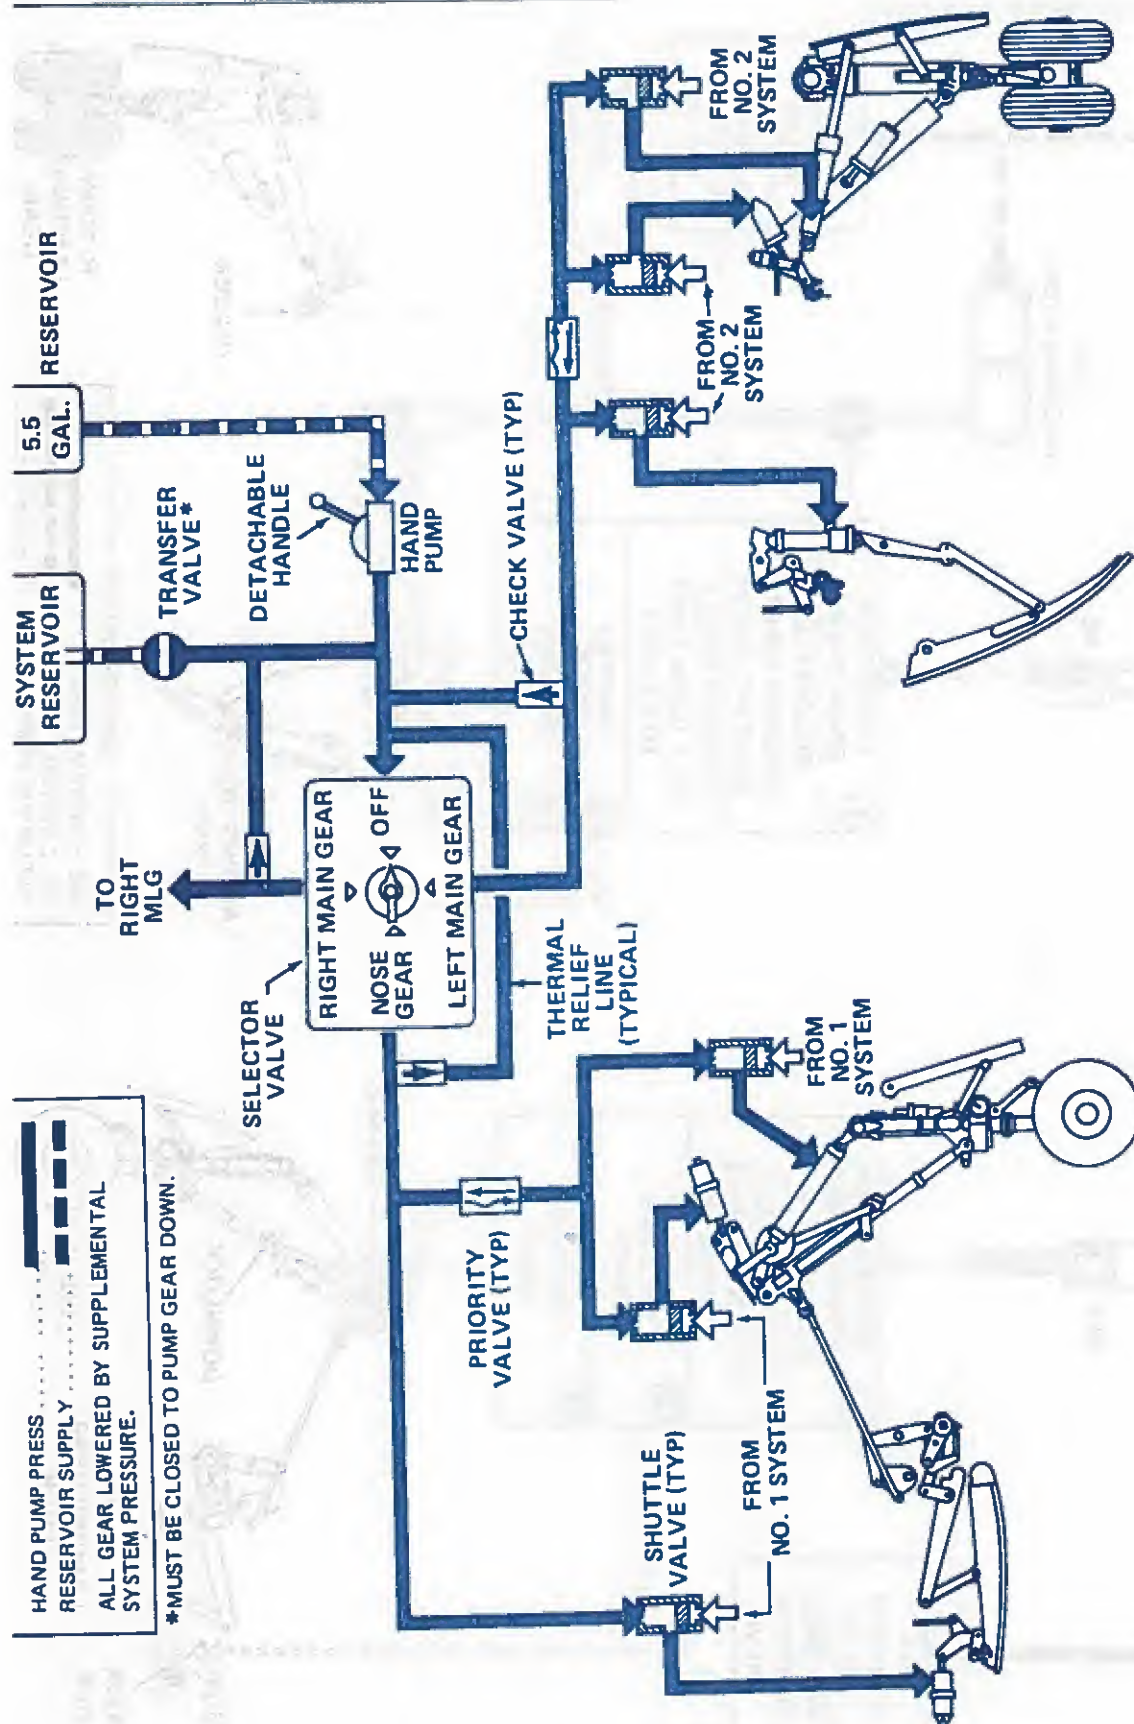 HAND PUMP PRESS
RESERVOIR SUPPLY
ALL GEAR LOWERED BY SUPPLEMENTAL
SYSTEM PRESSURE.
*MUST BE CLOSED TO PUMP GEAR DOWN.
SYSTEM
RESERVOIR
5.5
GAL.
RESERVOIR
TRANSFER
VALVE*
DETACHABLE
HANDLE
HAND
PUMP
TO
RIGHT
MLG
SELECTOR
VALVE
RIGHT MAIN GEAR
NOSE
GEAR
OFF
LEFT MAIN GEAR
CHECK VALVE (TYP)
THERMAL
RELIEF
LINE
(TYPICAL)
PRIORITY
VALVE (TYP)
SHUTTLE
VALVE (TYP)
FROM
NO. 1 SYSTEM
FROM
NO. 1
SYSTEM
FROM
NO. 2
SYSTEM
FROM
NO. 2
SYSTEM